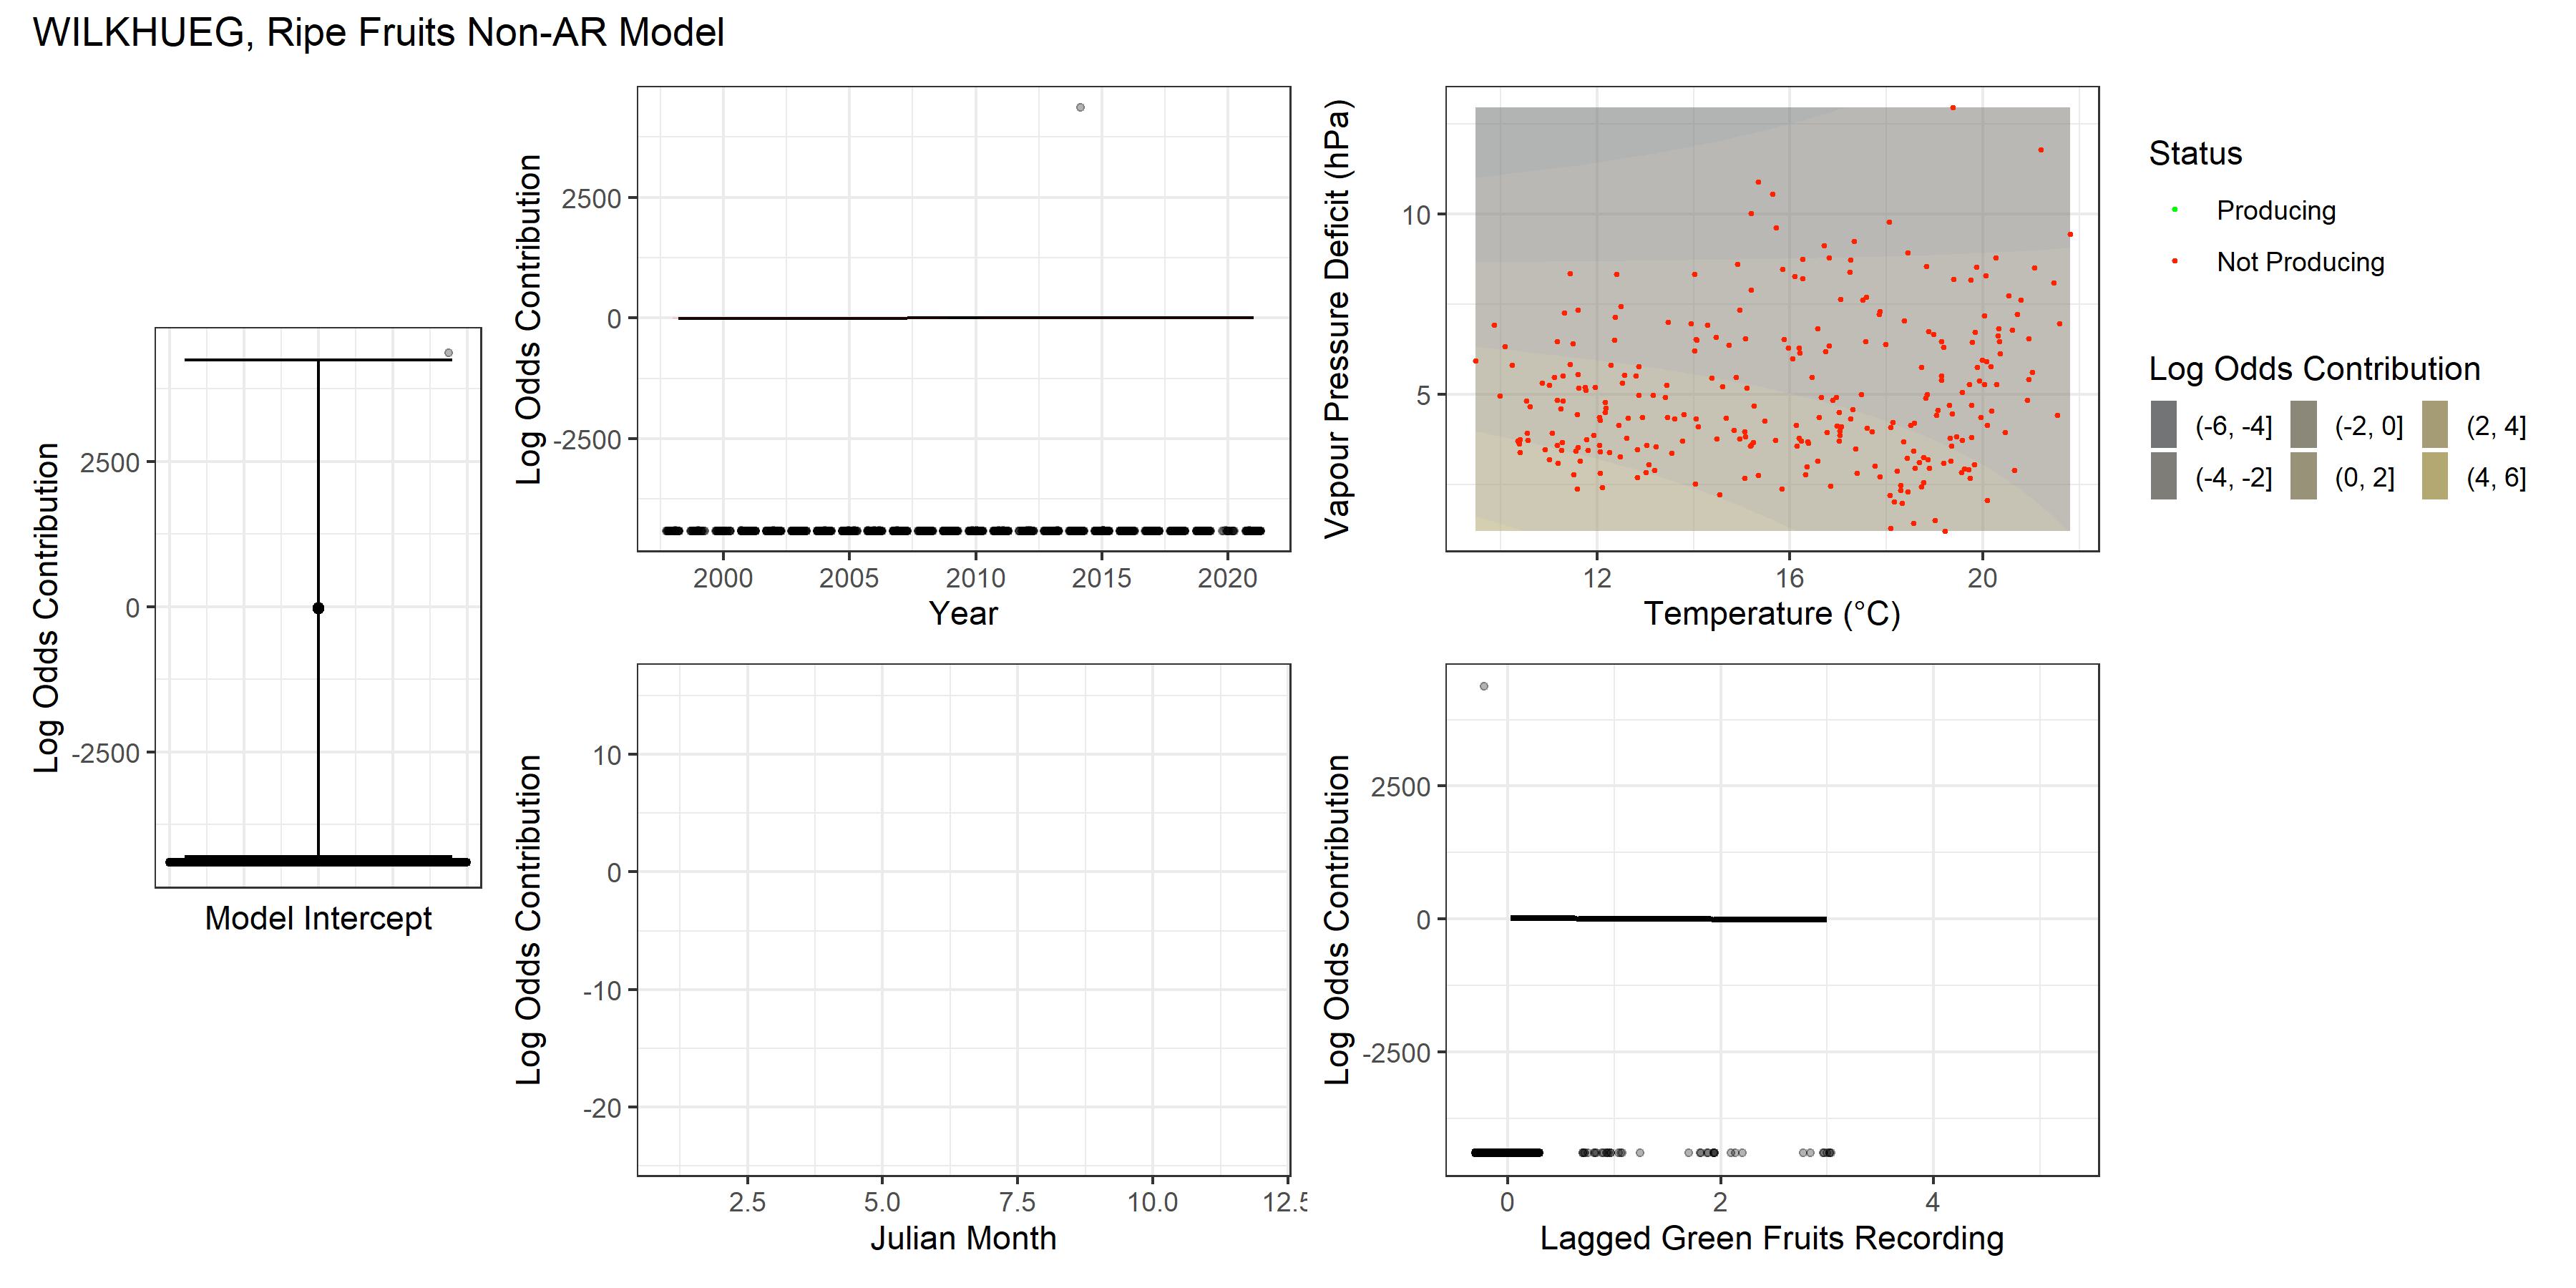 WILKHUEG, Ripe Fruits Non-AR Model
Log Odds Contribution
2500
0
-2500
Model Intercept
Log Odds Contribution
2500
0
-2500
2000 2005 2010 2015 2020
Year
Vapour Pressure Deficit (hPa)
10
5
12 16 20
Temperature (°C)
Status
Producing
Not Producing
Log Odds Contribution
(-6, -4] (-2, 0] (2, 4]
(-4, -2] (0, 2] (4, 6]
Log Odds Contribution
10
0
-10
-20
2.5 5.0 7.5 10.0 12.5
Julian Month
Log Odds Contribution
2500
0
-2500
0 2 4
Lagged Green Fruits Recording